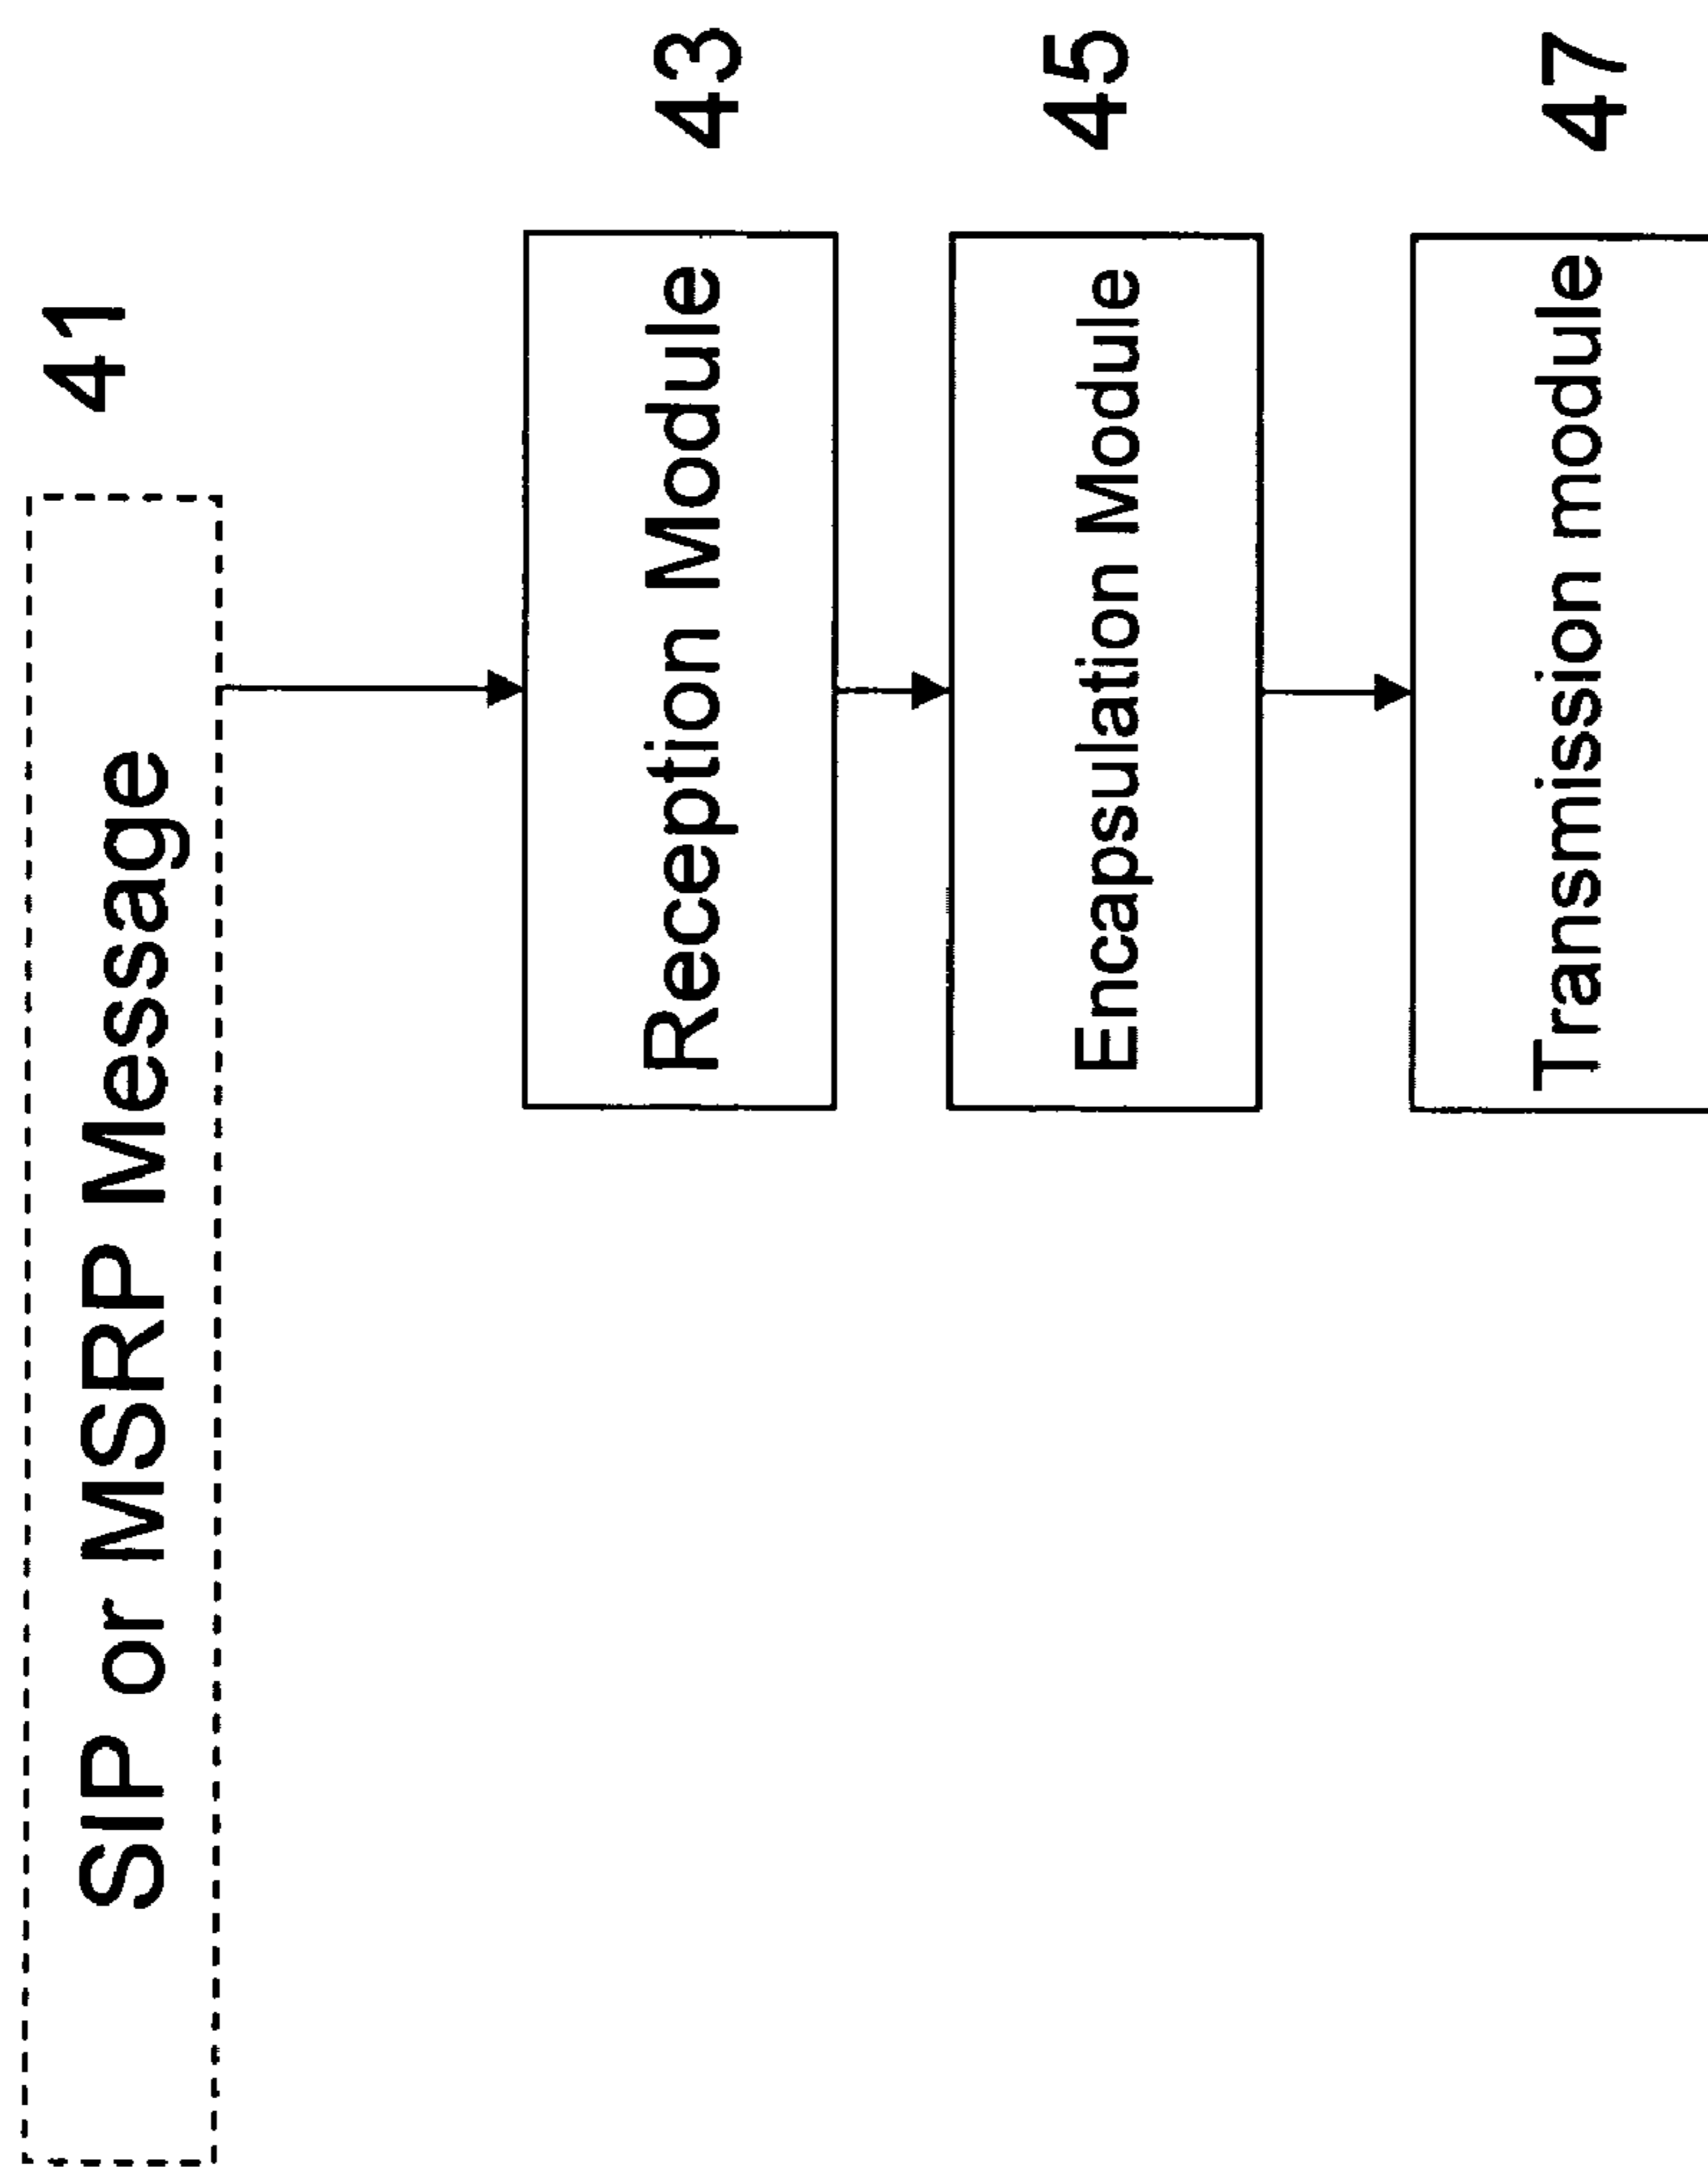 SIP or MSRP Message
41
Reception Module
43
Encapsulation Module
45
Transmission module
47